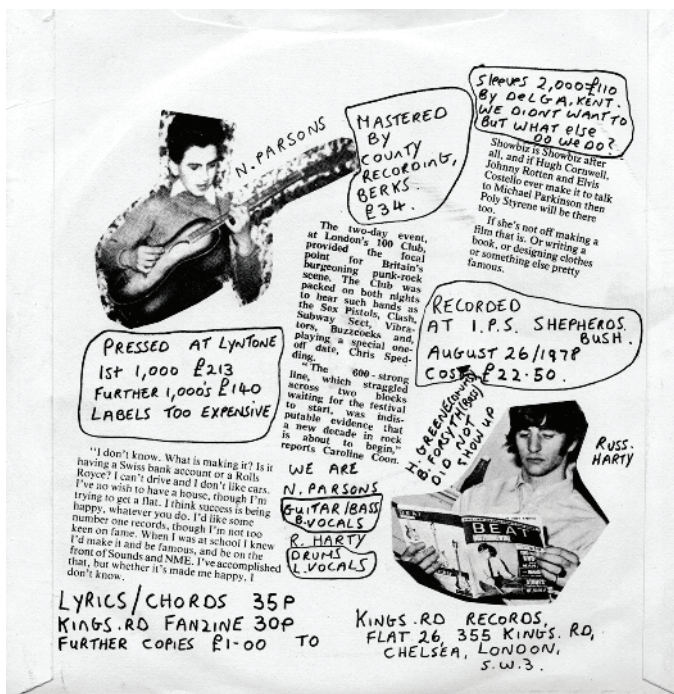 N. PARSONS
MASTERED
BY
COUNTY
RECORDING,
BERKS.
£34.
Sleeves 2,000 £110
BY DELGA, KENT.
WE DIDNT WANT TO
BUT WHAT else
DO WE DO?
Showbiz is Showbiz after
all, and if Hugh Cornwell,
Johnny Rotten and Elvis
Costello ever make it to talk
to Michael Parkinson then
Poly Styrene will be there
too.
If she's not off making a
film that is. Or writing a
book, or designing clothes
or something else pretty
famous.
The two-day event,
at London's 100 Club,
provided the focal
point for Britain's
burgeoning punk-rock
scene. The Club was
packed on both nights
to hear such bands as
the Sex Pistols, Clash,
Subway Sect, Vibra-
tors, Buzzcocks and,
playing a special one-
off date, Chris Sped-
ding.
"The 600-strong
line, which straggled
across two blocks
waiting for the festival
to start, was indis-
putable evidence that
a new decade in rock
is about to begin,"
reports Caroline Coon.
RECORDED
AT I.P.S. SHEPHERDS.
BUSH.
AUGUST 26/1978
COST £22.50.
PRESSED AT LYNTONE
1st 1,000 £213
FURTHER 1,000's £140
LABELS TOO EXPENSIVE
H. GREENE
B. FORSYTH (BASS)
DID NOT
SHOW UP
RUSS.
HARTY
BEAT
"I don't know. What is making it? Is it
having a Swiss bank account or a Rolls
Royce? I can't drive and I don't like cars.
I've no wish to have a house, though I'm
trying to get a flat. I think success is being
happy, whatever you do. I'd like some
number one records, though I'm not too
keen on fame. When I was at school I knew
I'd make it and be famous, and be on the
front of Sounds and NME. I've accomplished
that, but whether it's made me happy, I
don't know.
WE ARE
N. PARSONS
GUITAR/BASS
B.VOCALS
R. HARTY
DRUMS
L.VOCALS
LYRICS/CHORDS 35P
KINGS.RD FANZINE 30P
FURTHER COPIES £1-00 TO
KINGS.RD RECORDS,
FLAT 26, 355 KINGS. RD,
CHELSEA, LONDON,
S.W.3.